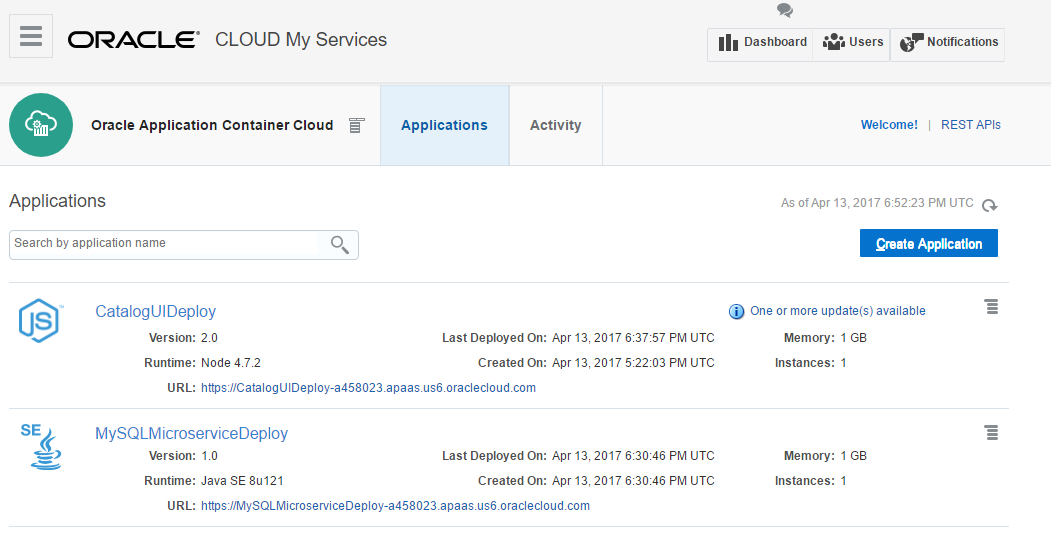 ORACLE® CLOUD My Services
Dashboard Users Notifications
Oracle Application Container Cloud Applications Activity Welcome! | REST APIs
Applications As of Apr 13, 2017 6:52:23 PM UTC
Search by application name Create Application
JS CatalogUIDeploy One or more update(s) available
Version: 2.0 Last Deployed On: Apr 13, 2017 6:37:57 PM UTC Memory: 1 GB
Runtime: Node 4.7.2 Created On: Apr 13, 2017 5:22:03 PM UTC Instances: 1
URL: https://CatalogUIDeploy-a458023.apaas.us6.oraclecloud.com
SE MySQLMicroserviceDeploy
Version: 1.0 Last Deployed On: Apr 13, 2017 6:30:46 PM UTC Memory: 1 GB
Runtime: Java SE 8u121 Created On: Apr 13, 2017 6:30:46 PM UTC Instances: 1
URL: https://MySQLMicroserviceDeploy-a458023.apaas.us6.oraclecloud.com